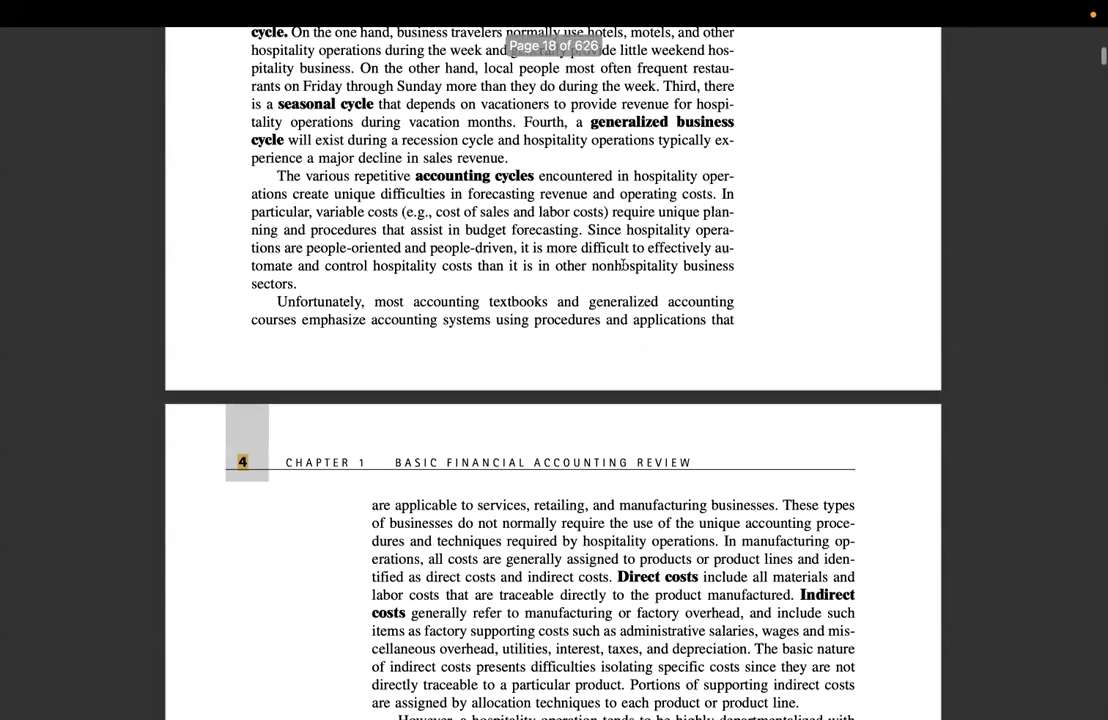 cycle. On the one hand, business travelers normally use hotels, motels, and other
Page 18 of 626
hospitality operations during the week and de little weekend hos-
pitality business. On the other hand, local people most often frequent restau-
rants on Friday through Sunday more than they do during the week. Third, there
is a seasonal cycle that depends on vacationers to provide revenue for hospi-
tality operations during vacation months. Fourth, a generalized business
cycle will exist during a recession cycle and hospitality operations typically ex-
perience a major decline in sales revenue.
The various repetitive accounting cycles encountered in hospitality oper-
ations create unique difficulties in forecasting revenue and operating costs. In
particular, variable costs (e.g., cost of sales and labor costs) require unique plan-
ning and procedures that assist in budget forecasting. Since hospitality opera-
tions are people-oriented and people-driven, it is more difficult to effectively au-
tomate and control hospitality costs than it is in other nonhospitality business
sectors.
Unfortunately, most accounting textbooks and generalized accounting
courses emphasize accounting systems using procedures and applications that
4 CHAPTER 1 BASIC FINANCIAL ACCOUNTING REVIEW
are applicable to services, retailing, and manufacturing businesses. These types
of businesses do not normally require the use of the unique accounting proce-
dures and techniques required by hospitality operations. In manufacturing op-
erations, all costs are generally assigned to products or product lines and iden-
tified as direct costs and indirect costs. Direct costs include all materials and
labor costs that are traceable directly to the product manufactured. Indirect
costs generally refer to manufacturing or factory overhead, and include such
items as factory supporting costs such as administrative salaries, wages and mis-
cellaneous overhead, utilities, interest, taxes, and depreciation. The basic nature
of indirect costs presents difficulties isolating specific costs since they are not
directly traceable to a particular product. Portions of supporting indirect costs
are assigned by allocation techniques to each product or product line.
However, a hospitality operation tends to be highly departmentalized with